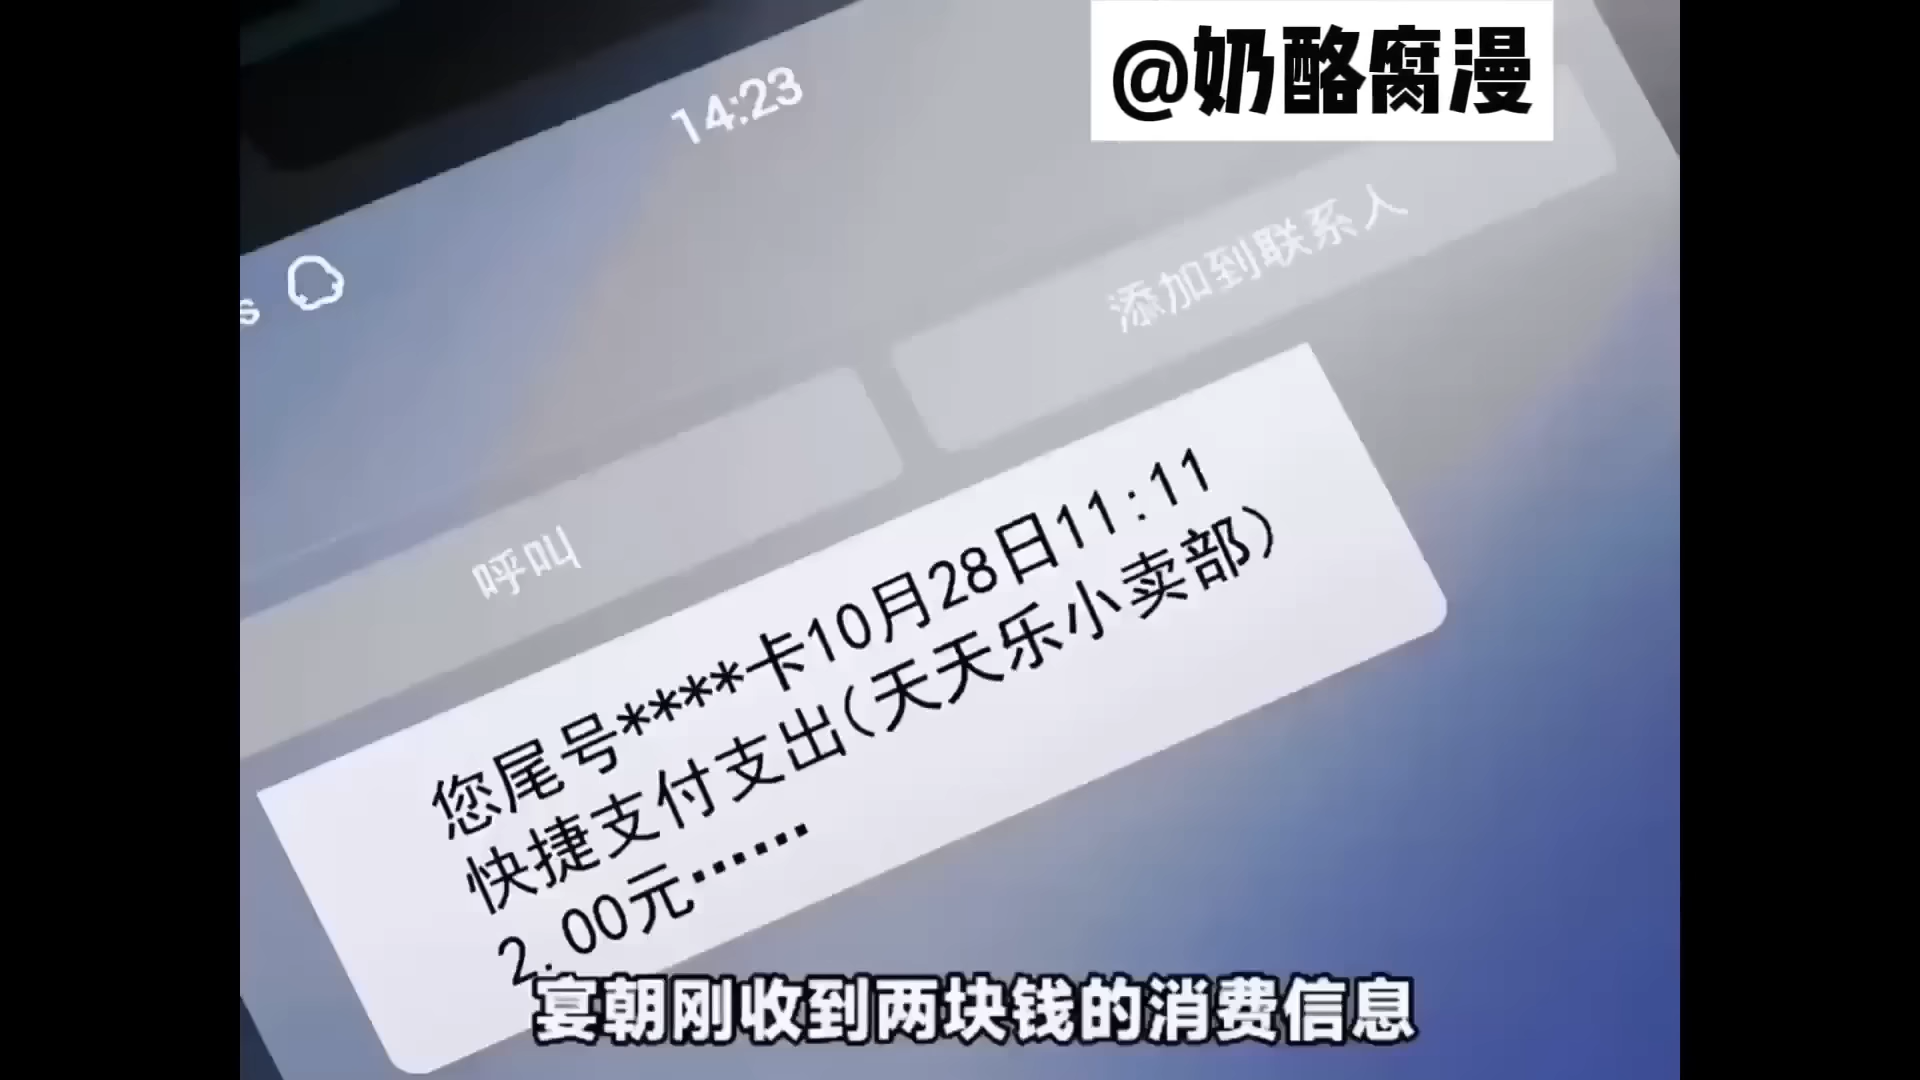 @奶酪腐漫
14:23
s
添加到联系人
呼叫
您尾号****卡10月28日11:11
快捷支付支出(天天乐小卖部)
2.00元……
宴朝刚收到两块钱的消费信息